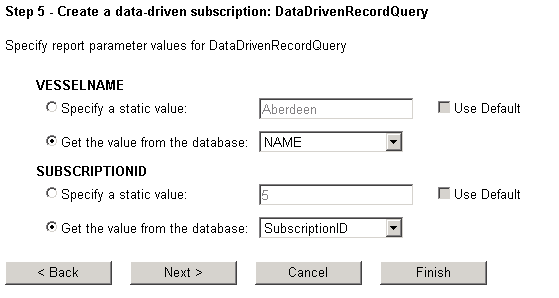 Step 5 - Create a data-driven subscription: DataDrivenRecordQuery
Specify report parameter values for DataDrivenRecordQuery
VESSELNAME
Specify a static value: Aberdeen Use Default
Get the value from the database: NAME
SUBSCRIPTIONID
Specify a static value: 5 Use Default
Get the value from the database: SubscriptionID
< Back Next > Cancel Finish